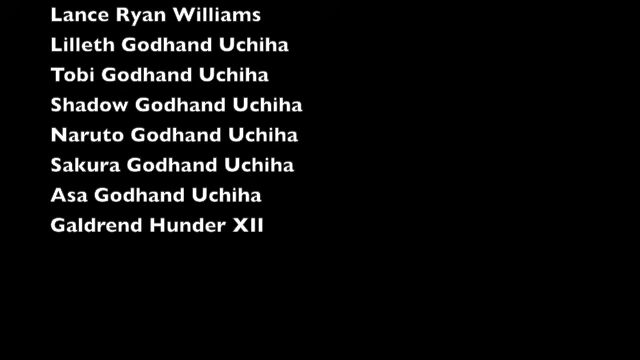 Lance Ryan Williams
Lilleth Godhand Uchiha
Tobi Godhand Uchiha
Shadow Godhand Uchiha
Naruto Godhand Uchiha
Sakura Godhand Uchiha
Asa Godhand Uchiha
Galdrend Hunder XII